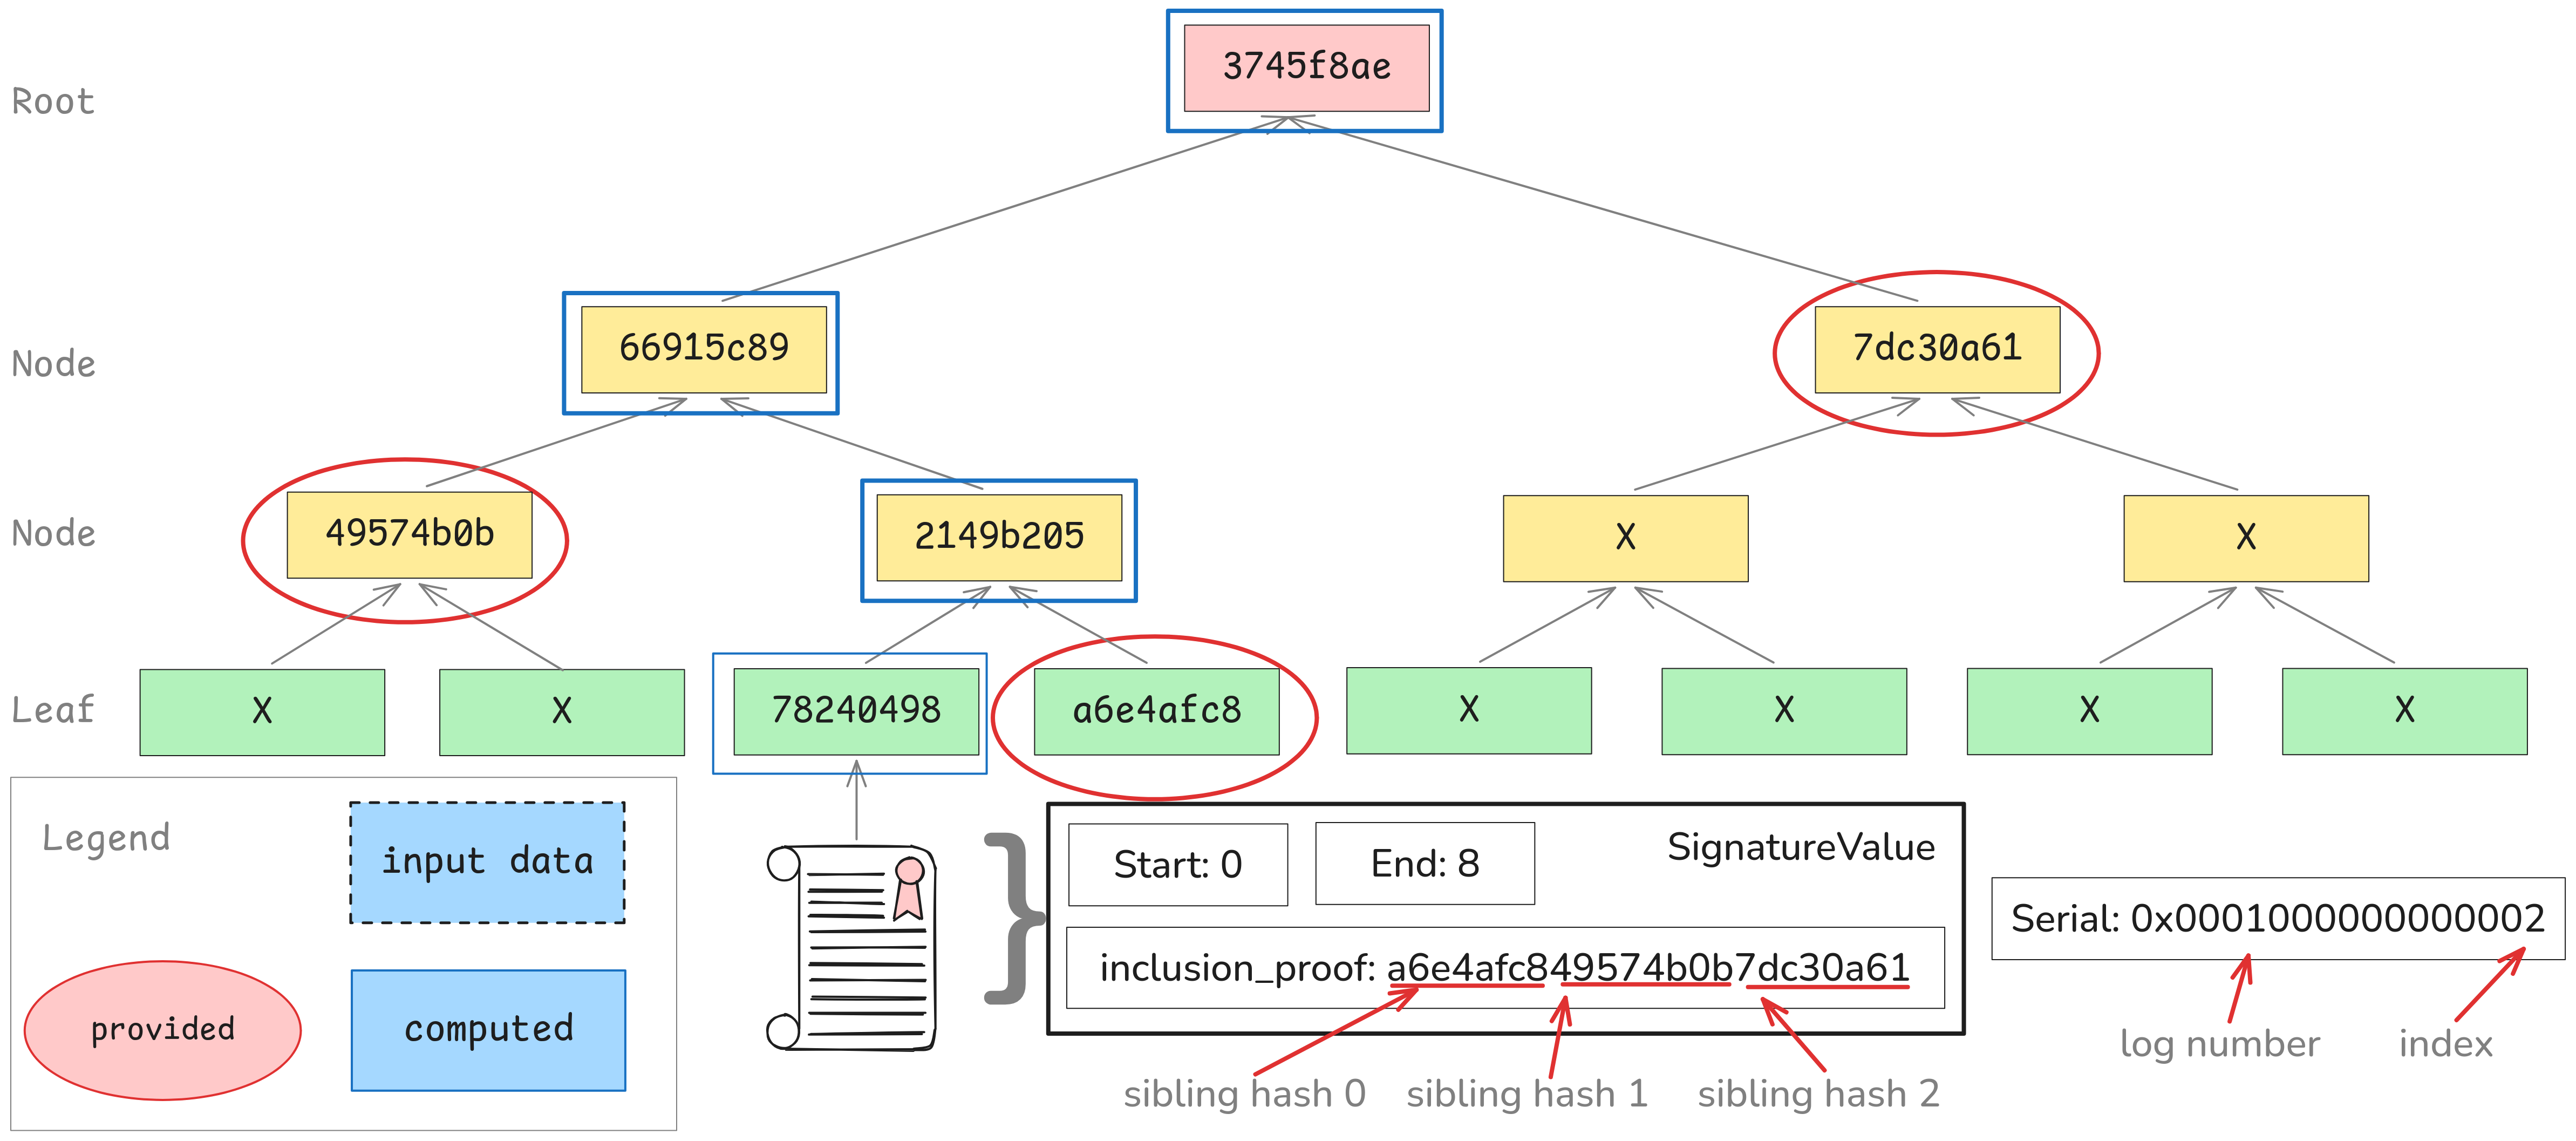 3745f8ae
Root
66915c89
7dc30a61
Node
49574b0b
2149b205
X
X
Node
X
X
78240498
a6e4afc8
X
X
X
X
Leaf
Legend
input data
provided
computed
Start: 0
End: 8
SignatureValue
inclusion_proof: a6e4afc849574b0b7dc30a61
Serial: 0x0001000000000002
log number
index
sibling hash 0
sibling hash 1
sibling hash 2